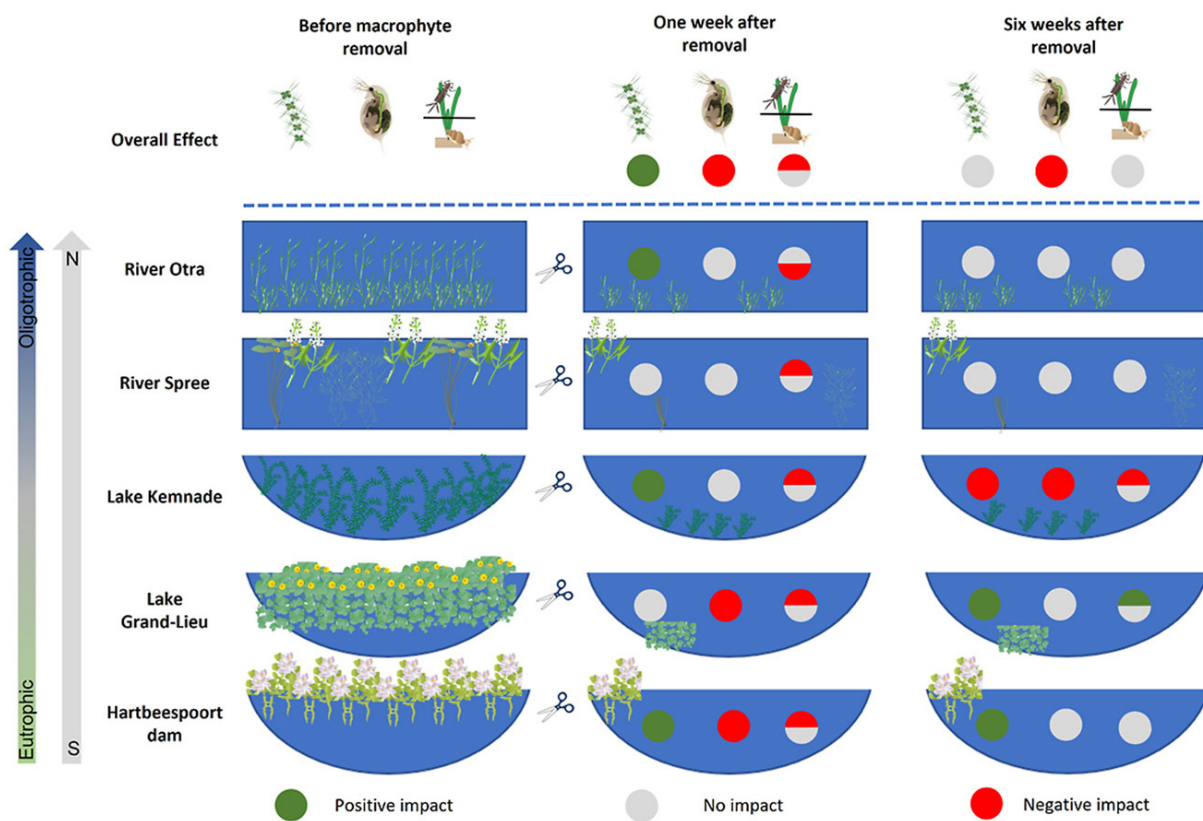 Before macrophyte
removal
One week after
removal
Six weeks after
removal
Overall Effect
Oligotrophic
N
River Otra
River Spree
Lake Kemnade
Lake
Grand-Lieu
Hartbeespoort
dam
Eutrophic
S
Positive impact
No impact
Negative impact